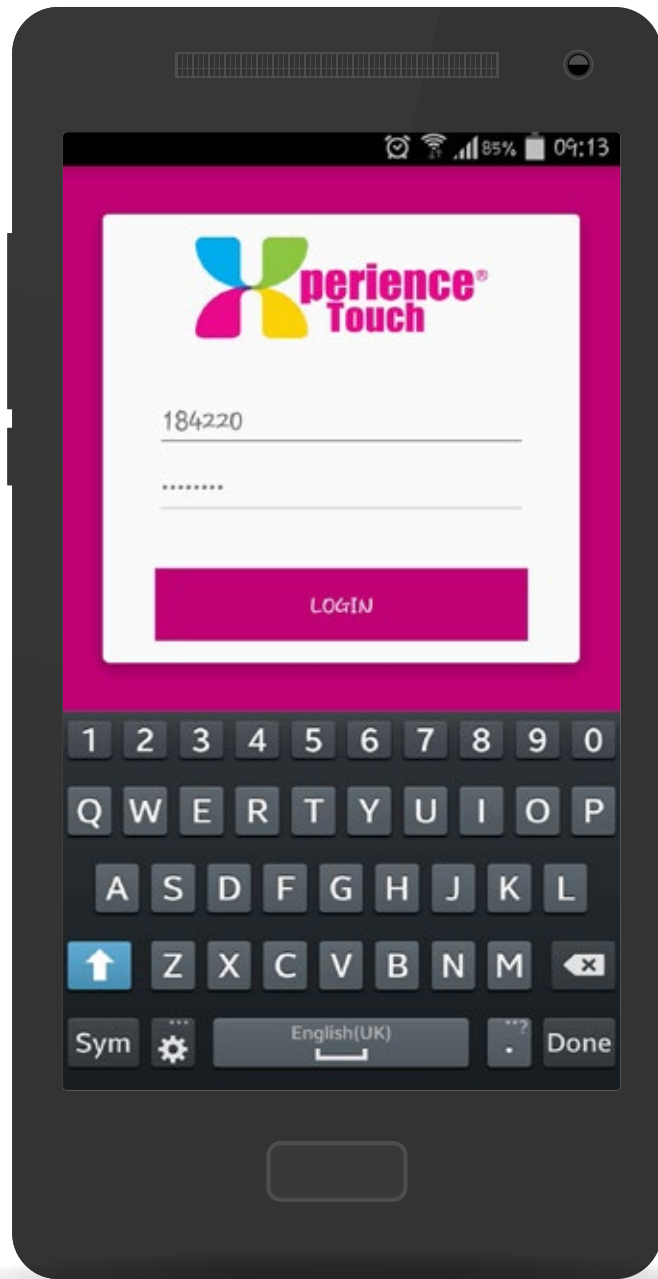 85% 09:13
Xperience®
Touch
184220
........
LOGIN
1 2 3 4 5 6 7 8 9 0
Q W E R T Y U I O P
A S D F G H J K L
Z X C V B N M
Sym English(UK) ...? . Done